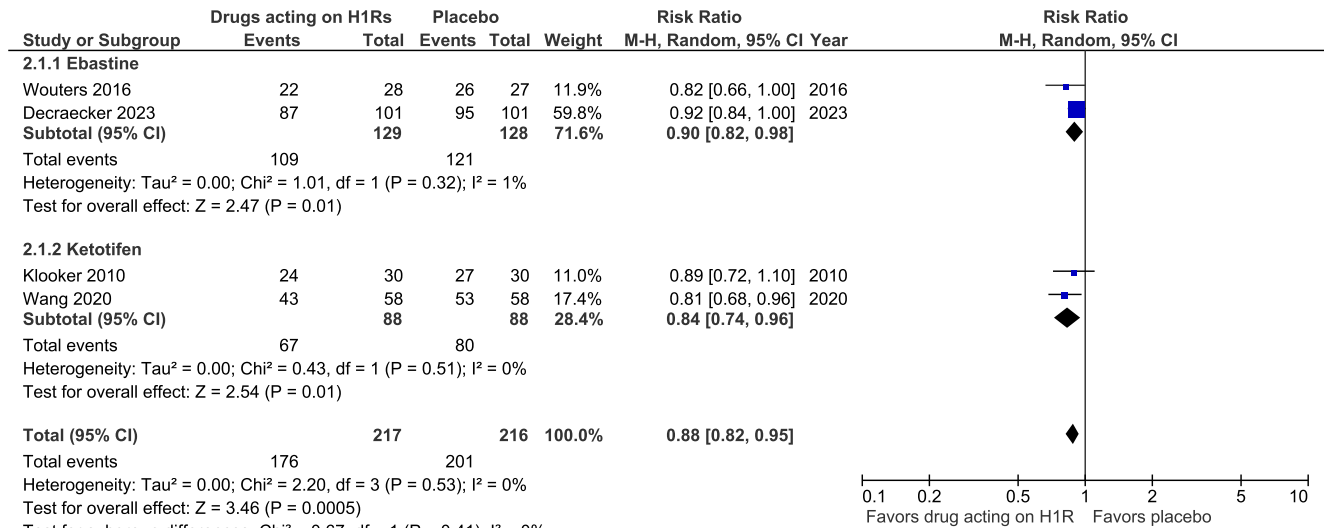 Drugs acting on H1Rs Placebo Risk Ratio Risk Ratio
Study or Subgroup Events Total Events Total Weight M-H, Random, 95% CI Year M-H, Random, 95% CI
2.1.1 Ebastine
Wouters 2016 22 28 26 27 11.9% 0.82 [0.66, 1.00] 2016
Decraecker 2023 87 101 95 101 59.8% 0.92 [0.84, 1.00] 2023
Subtotal (95% CI) 129 128 71.6% 0.90 [0.82, 0.98]
Total events 109 121
Heterogeneity: Tau² = 0.00; Chi² = 1.01, df = 1 (P = 0.32); I² = 1%
Test for overall effect: Z = 2.47 (P = 0.01)
2.1.2 Ketotifen
Klooker 2010 24 30 27 30 11.0% 0.89 [0.72, 1.10] 2010
Wang 2020 43 58 53 58 17.4% 0.81 [0.68, 0.96] 2020
Subtotal (95% CI) 88 88 28.4% 0.84 [0.74, 0.96]
Total events 67 80
Heterogeneity: Tau² = 0.00; Chi² = 0.43, df = 1 (P = 0.51); I² = 0%
Test for overall effect: Z = 2.54 (P = 0.01)
Total (95% CI) 217 216 100.0% 0.88 [0.82, 0.95]
Total events 176 201
Heterogeneity: Tau² = 0.00; Chi² = 2.20, df = 3 (P = 0.53); I² = 0%
Test for overall effect: Z = 3.46 (P = 0.0005)
0.1 0.2 0.5 1 2 5 10
Favors drug acting on H1R Favors placebo